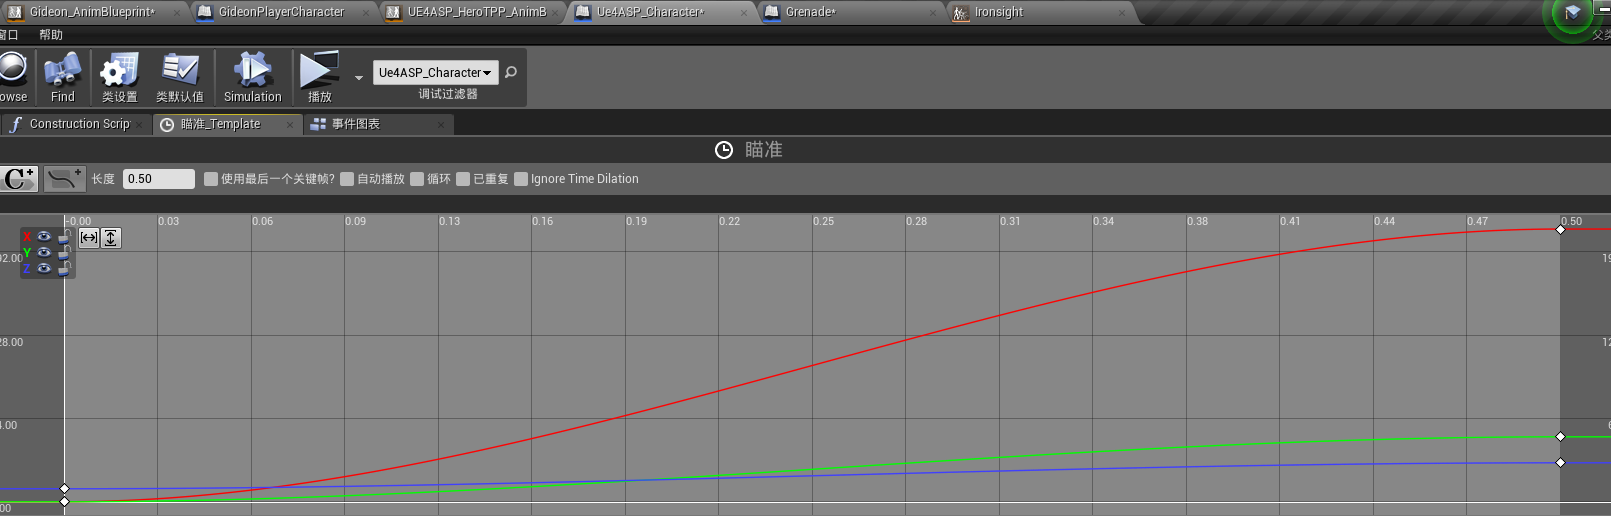 Gideon_AnimBlueprint*
GideonPlayerCharacter
UE4ASP_HeroTPP_AnimB
Ue4ASP_Character*
Grenade*
Ironsight
窗口 帮助
父类
owse
Find
类设置
类默认值
Simulation
播放
Ue4ASP_Character
调试过滤器
Construction Scrip
瞄准_Template
事件图表
瞄准
长度 0.50 使用最后一个关键帧? 自动播放 循环 已重复 Ignore Time Dilation
-0.00 0.03 0.06 0.09 0.13 0.16 0.19 0.22 0.25 0.28 0.31 0.34 0.38 0.41 0.44 0.47 0.50
X
Y
92.00 19
Z
28.00 12
4.00 6
00